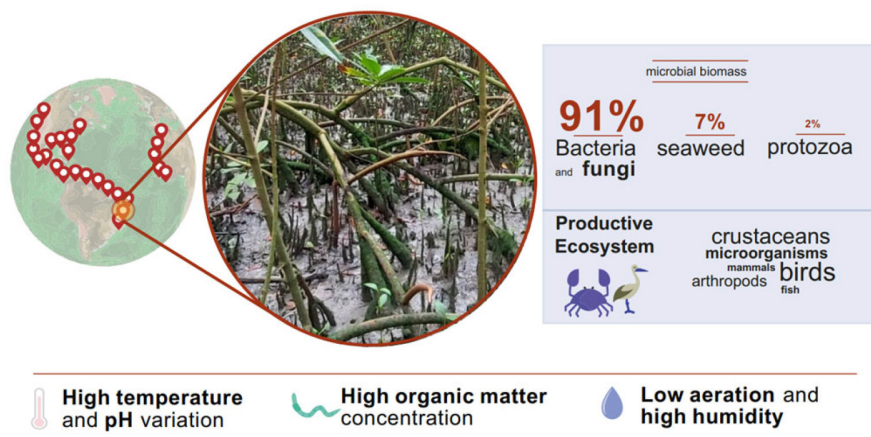 microbial biomass
91%
Bacteria
and fungi
7%
seaweed
2%
protozoa
Productive
Ecosystem
crustaceans
microorganisms
mammals birds
arthropods
fish
High temperature
and pH variation
High organic matter
concentration
Low aeration and
high humidity